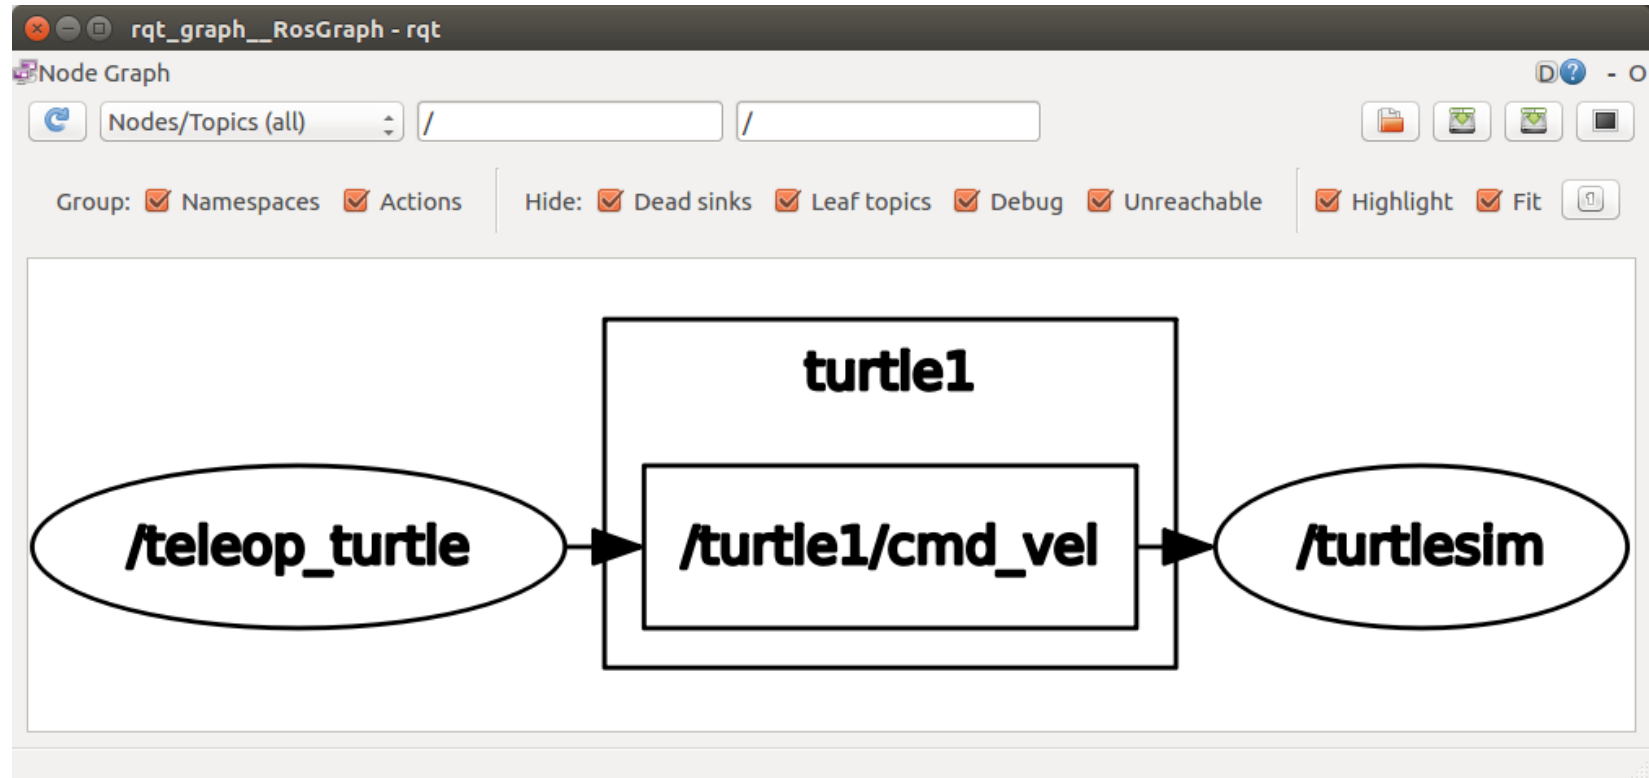 rqt_graph__RosGraph - rqt
Node Graph D ? - O
Nodes/Topics (all) / /
Group: Namespaces Actions Hide: Dead sinks Leaf topics Debug Unreachable Highlight Fit 1
turtle1
/teleop_turtle /turtle1/cmd_vel /turtlesim